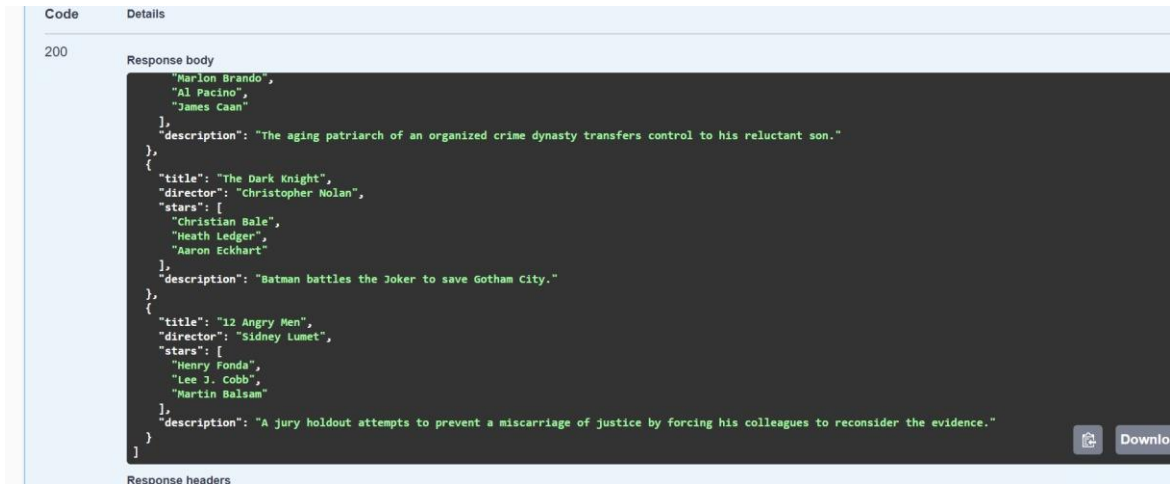 Code Details
200
Response body
"Marlon Brando",
"Al Pacino",
"James Caan"
],
"description": "The aging patriarch of an organized crime dynasty transfers control to his reluctant son."
},
{
"title": "The Dark Knight",
"director": "Christopher Nolan",
"stars": [
"Christian Bale",
"Heath Ledger",
"Aaron Eckhart"
],
"description": "Batman battles the Joker to save Gotham City."
},
{
"title": "12 Angry Men",
"director": "Sidney Lumet",
"stars": [
"Henry Fonda",
"Lee J. Cobb",
"Martin Balsam"
],
"description": "A jury holdout attempts to prevent a miscarriage of justice by forcing his colleagues to reconsider the evidence."
}
]
Downlo
Response headers